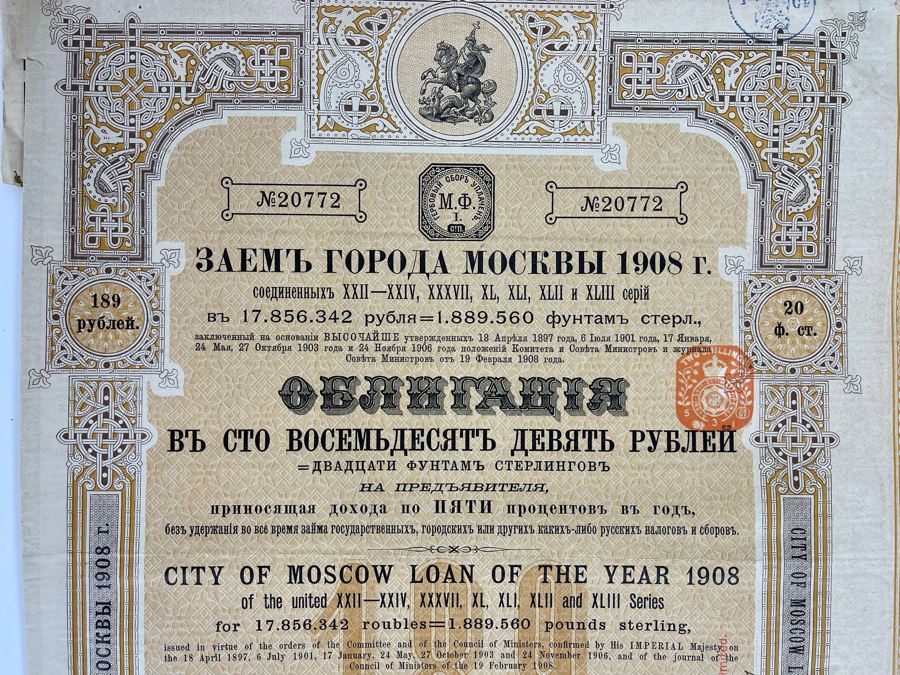 №20772
ГЕРБОВЫЙ СБОРЪ УПЛАЧЕНЪ
М.Ф.
I.
СТП.
№20772
ЗАЕМЪ ГОРОДА МОСКВЫ 1908 г.
соединенныхъ XXII—XXIV, XXXVII, XL, XLI, XLII и XLIII серій
въ 17.856.342 рубля=1.889.560 фунтамъ стерл.,
заключенный на основаніи ВЫСОЧАЙШЕ утвержденныхъ 18 Апрѣля 1897 года, 6 Іюля 1901 года, 17 Января,
24 Мая, 27 Октября 1903 года и 24 Ноября 1906 года положеній Комитета и Совѣта Министровъ и журнала
Совѣта Министровъ отъ 19 Февраля 1908 года.
189
рублей.
20
ф. ст.
ОБЛИГАЦІЯ
ВЪ СТО ВОСЕМЬДЕСЯТЪ ДЕВЯТЬ РУБЛЕЙ
=ДВАДЦАТИ ФУНТАМЪ СТЕРЛИНГОВЪ
НА ПРЕДЪЯВИТЕЛЯ,
приносящая дохода по ПЯТИ процентовъ въ годъ,
безъ удержанія во все время займа государственныхъ, городскихъ или другихъ какихъ-либо русскихъ налоговъ и сборовъ.
CITY OF MOSCOW LOAN OF THE YEAR 1908
of the united XXII—XXIV, XXXVII, XL, XLI, XLII and XLIII Series
for 17.856.342 roubles=1.889.560 pounds sterling,
issued in virtue of the orders of the Committee and of the Council of Ministers, confirmed by His IMPERIAL Majesty on
the 18 April 1897, 6 July 1901, 17 January, 24 May, 27 October 1903 and 24 November 1906, and of the journal of the
Council of Ministers of the 19 February 1908.
МОСКВЫ 1908 г.
CITY OF MOSCOW
189